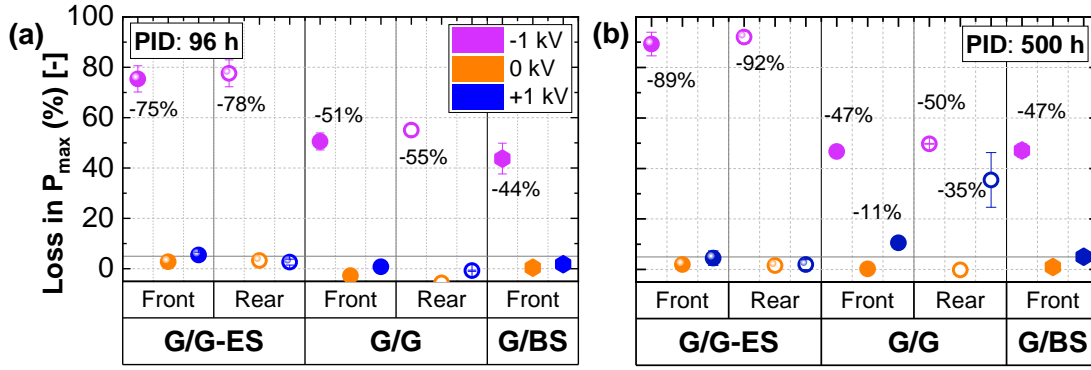 (a)
PID: 96 h
-1 kV
0 kV
+1 kV
Loss in Pmax (%) [-]
100
80
60
40
20
0
-75%
-78%
-51%
-55%
-44%
Front Rear Front Rear Front
G/G-ES G/G G/BS
(b)
PID: 500 h
-89%
-92%
-47%
-50%
-47%
-35%
-11%
Front Rear Front Rear Front
G/G-ES G/G G/BS